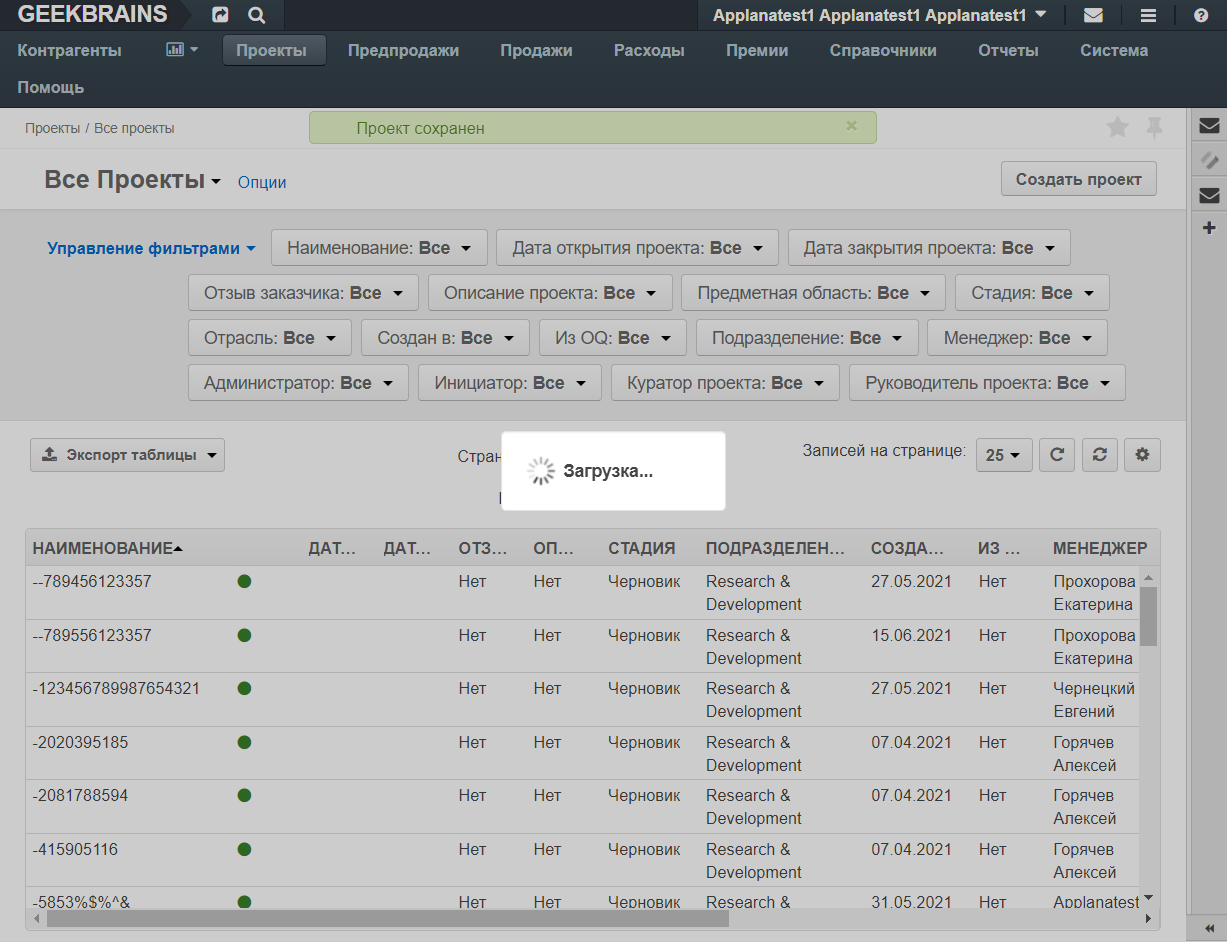 GEEKBRAINS Applanatest1 Applanatest1 Applanatest1
Контрагенты Проекты Предпродажи Продажи Расходы Премии Справочники Отчеты Система
Помощь
Проекты / Все проекты Проект сохранен
Все Проекты Опции Создать проект
Управление фильтрами Наименование: Все Дата открытия проекта: Все Дата закрытия проекта: Все
Отзыв заказчика: Все Описание проекта: Все Предметная область: Все Стадия: Все
Отрасль: Все Создан в: Все Из OQ: Все Подразделение: Все Менеджер: Все
Администратор: Все Инициатор: Все Куратор проекта: Все Руководитель проекта: Все
Экспорт таблицы Стран Записей на странице: 25
Загрузка...
НАИМЕНОВАНИЕ ДАТ... ДАТ... ОТЗ... ОП... СТАДИЯ ПОДРАЗДЕЛЕН... СОЗДА... ИЗ ... МЕНЕДЖЕР
--789456123357 Нет Нет Черновик Research & 27.05.2021 Нет Прохорова
Development Екатерина
--789556123357 Нет Нет Черновик Research & 15.06.2021 Нет Прохорова
Development Екатерина
-123456789987654321 Нет Нет Черновик Research & 27.05.2021 Нет Чернецкий
Development Евгений
-2020395185 Нет Нет Черновик Research & 07.04.2021 Нет Горячев
Development Алексей
-2081788594 Нет Нет Черновик Research & 07.04.2021 Нет Горячев
Development Алексей
-415905116 Нет Нет Черновик Research & 07.04.2021 Нет Горячев
Development Алексей
-5853%$%^& Нет Нет Черновик Research & 31.05.2021 Нет Applanatest